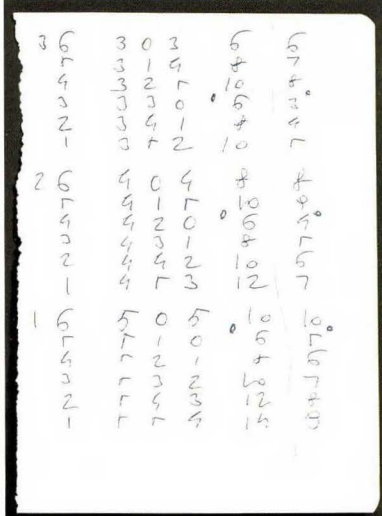 3 6 3 0 3 6 6
5 3 1 4 8 7
4 3 2 5 10 8
3 3 3 0 • 6 3 •
2 3 4 1 8 4
1 3 5 2 10 5
2 6 4 0 4 8 8
5 4 1 5 10 9
4 4 2 0 • 6 4 •
3 4 3 1 8 5
2 4 4 2 10 6
1 4 5 3 12 7
1 6 5 0 5 10 10
5 5 1 0 • 6 5 •
4 5 2 1 8 6
3 5 3 2 10 7
2 5 4 3 12 8
1 5 5 4 14 9